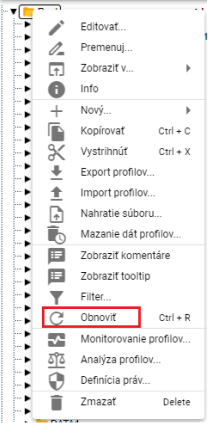 Editovať...
Premenuj...
Zobraziť v...
Info
Nový...
Kopírovať Ctrl + C
Vystrihnúť Ctrl + X
Export profilov...
Import profilov...
Nahratie súboru...
Mazanie dát profilov...
Zobraziť komentáre
Zobraziť tooltip
Filter...
Obnoviť Ctrl + R
Monitorovanie profilov...
Analýza profilov...
Definícia práv...
Zmazať Delete